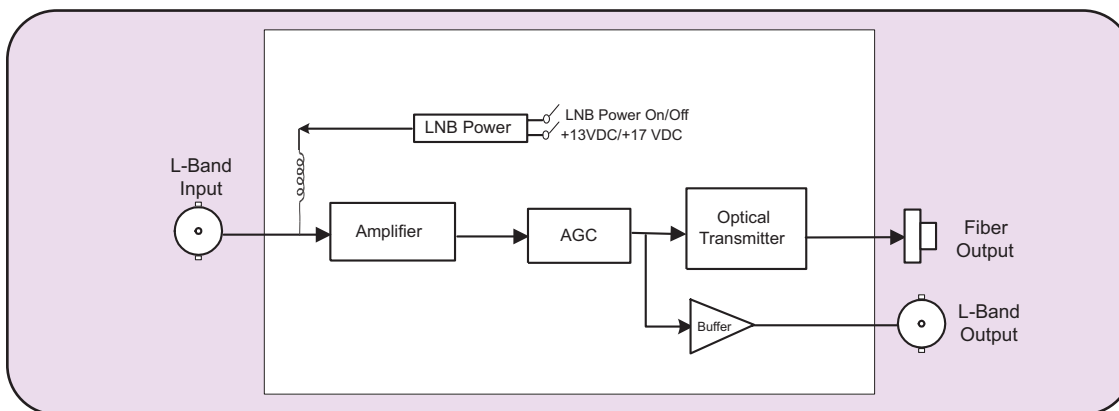 LNB Power
LNB Power On/Off
+13VDC/+17 VDC
L-Band
Input
Amplifier
AGC
Optical
Transmitter
Fiber
Output
Buffer
L-Band
Output